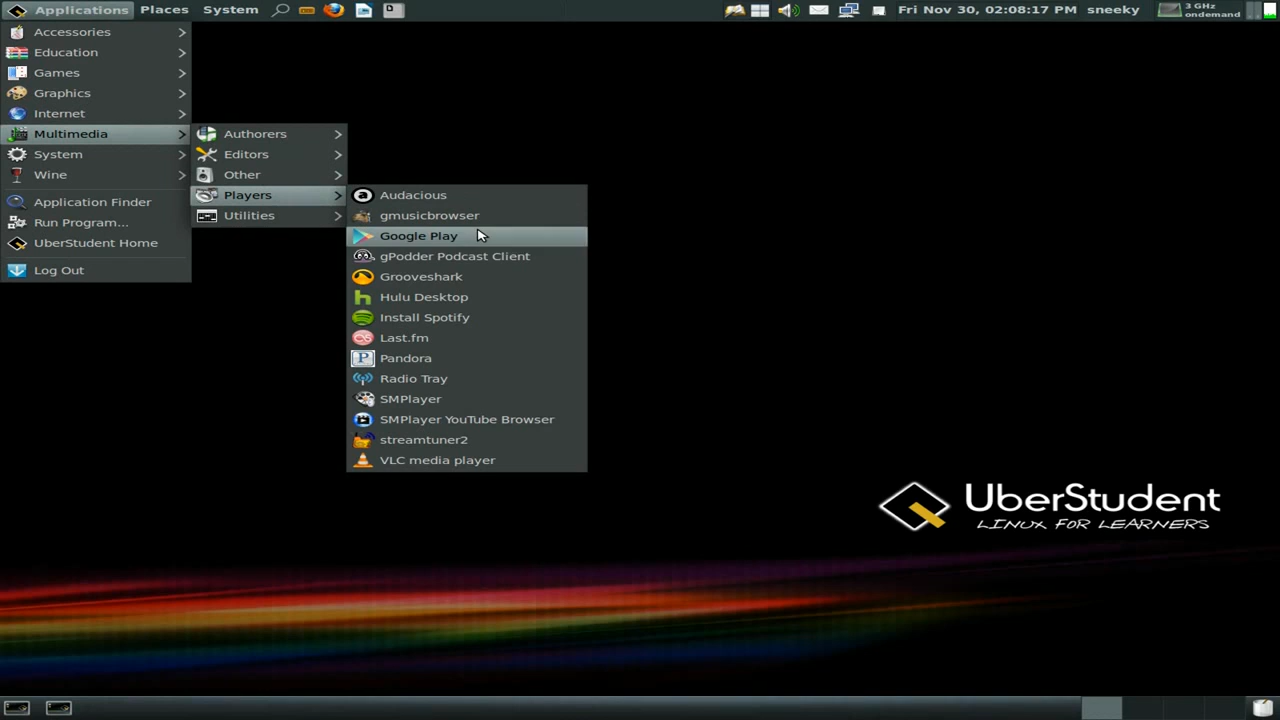 Applications Places System Fri Nov 30, 02:08:17 PM sneeky 3 GHz
ondemand
Accessories
Education
Games
Graphics
Internet
Multimedia
System
Wine
Application Finder
Run Program...
UberStudent Home
Log Out
Authorers
Editors
Other
Players
Utilities
Audacious
gmusicbrowser
Google Play
gPodder Podcast Client
Grooveshark
Hulu Desktop
Install Spotify
Last.fm
Pandora
Radio Tray
SMPlayer
SMPlayer YouTube Browser
streamtuner2
VLC media player
UberStudent
LINUX FOR LEARNERS